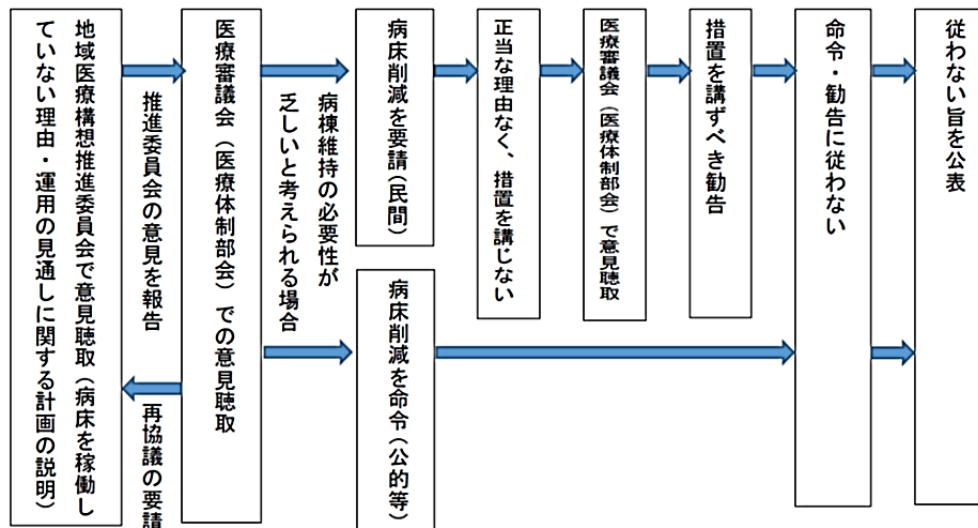 地域医療構想推進委員会で意見聴取（病床を稼働し
ていない理由・運用の見通しに関する計画の説明）
推進委員会の意見を報告
再協議の要請
医療審議会（医療体制部会）での意見聴取
病棟維持の必要性が
乏しいと考えられる場合
病床削減を要請（民間）
病床削減を命令（公的等）
正当な理由なく、措置を講じない
医療審議会（医療体制部会）で意見聴取
措置を講ずべき勧告
命令・勧告に従わない
従わない旨を公表